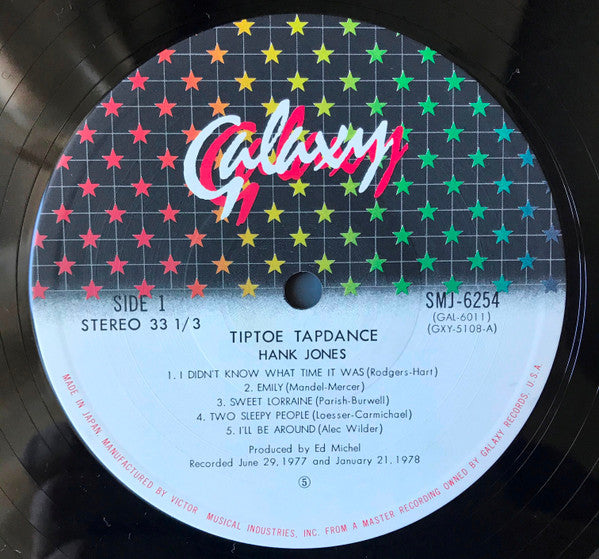 Galaxy
SIDE 1
SMJ-6254
STEREO 33 1/3
(GAL-6011)
(GXY-5108-A)
TIPTOE TAPDANCE
HANK JONES
1. I DIDN'T KNOW WHAT TIME IT WAS (Rodgers-Hart)
2. EMILY (Mandel-Mercer)
3. SWEET LORRAINE (Parish-Burwell)
4. TWO SLEEPY PEOPLE (Loesser-Carmichael)
5. I'LL BE AROUND (Alec Wilder)
Produced by Ed Michel
Recorded June 29, 1977 and January 21, 1978
⑤
MADE IN JAPAN MANUFACTURED BY VICTOR MUSICAL INDUSTRIES, INC. FROM A MASTER RECORDING OWNED BY GALAXY RECORDS, U.S.A.